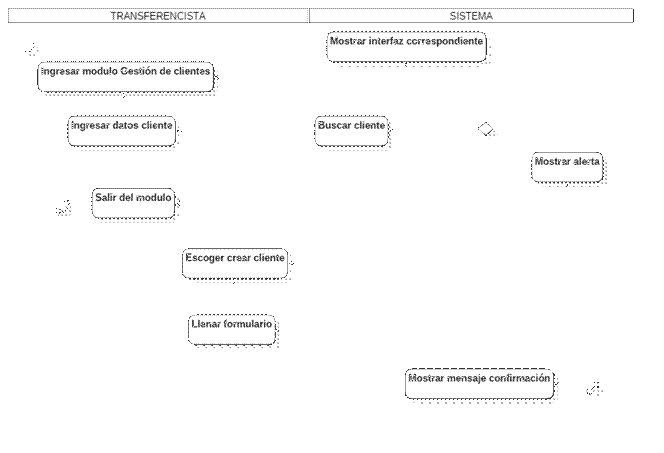 TRANSFERENCISTA
SISTEMA
Mostrar interfaz correspondiente
Ingresar modulo Gestión de clientes
Ingresar datos cliente
Buscar cliente
Mostrar alerta
Salir del modulo
Escoger crear cliente
Llenar formulario
Mostrar mensaje confirmación